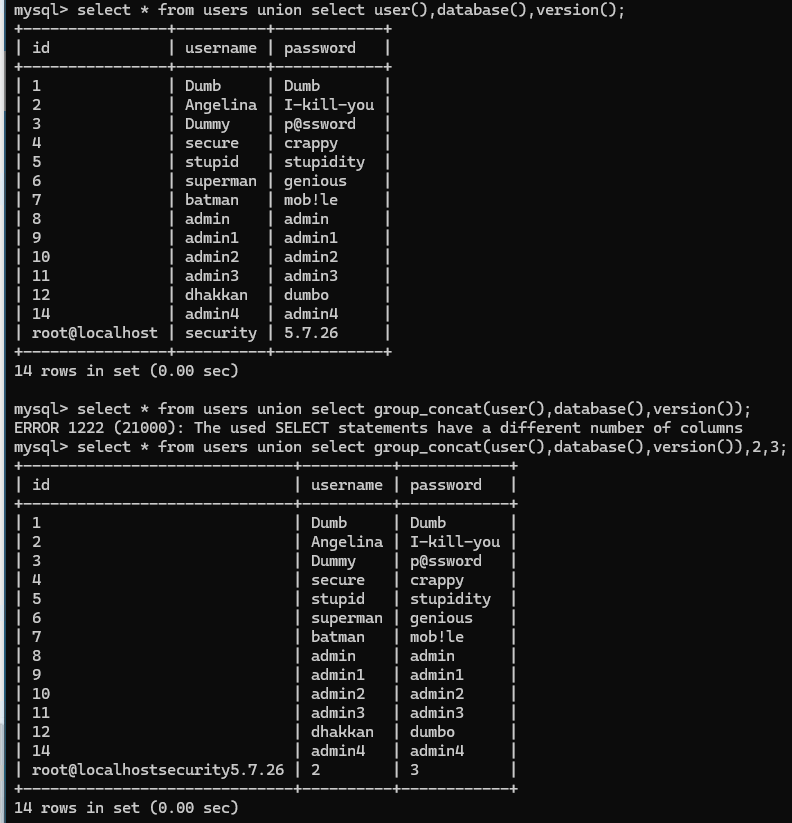 mysql> select * from users union select user(),database(),version();
+----------------+----------+------------+
| id             | username | password   |
+----------------+----------+------------+
| 1              | Dumb     | Dumb       |
| 2              | Angelina | I-kill-you |
| 3              | Dummy    | p@ssword   |
| 4              | secure   | crappy     |
| 5              | stupid   | stupidity  |
| 6              | superman | genious    |
| 7              | batman   | mob!le     |
| 8              | admin    | admin      |
| 9              | admin1   | admin1     |
| 10             | admin2   | admin2     |
| 11             | admin3   | admin3     |
| 12             | dhakkan  | dumbo      |
| 14             | admin4   | admin4     |
| root@localhost | security | 5.7.26     |
+----------------+----------+------------+
14 rows in set (0.00 sec)
mysql> select * from users union select group_concat(user(),database(),version());
ERROR 1222 (21000): The used SELECT statements have a different number of columns
mysql> select * from users union select group_concat(user(),database(),version()),2,3;
+----------------------------+----------+------------+
| id                         | username | password   |
+----------------------------+----------+------------+
| 1                          | Dumb     | Dumb       |
| 2                          | Angelina | I-kill-you |
| 3                          | Dummy    | p@ssword   |
| 4                          | secure   | crappy     |
| 5                          | stupid   | stupidity  |
| 6                          | superman | genious    |
| 7                          | batman   | mob!le     |
| 8                          | admin    | admin      |
| 9                          | admin1   | admin1     |
| 10                         | admin2   | admin2     |
| 11                         | admin3   | admin3     |
| 12                         | dhakkan  | dumbo      |
| 14                         | admin4   | admin4     |
| root@localhostsecurity5.7.26 | 2        | 3          |
+----------------------------+----------+------------+
14 rows in set (0.00 sec)